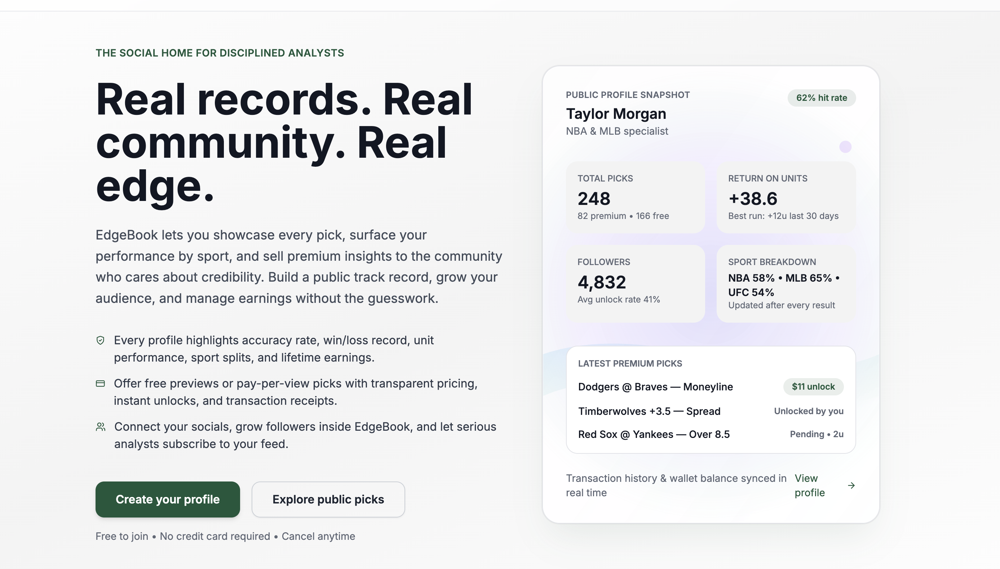 THE SOCIAL HOME FOR DISCIPLINED ANALYSTS
Real records. Real
community. Real
edge.
EdgeBook lets you showcase every pick, surface your
performance by sport, and sell premium insights to the community
who cares about credibility. Build a public track record, grow your
audience, and manage earnings without the guesswork.
Every profile highlights accuracy rate, win/loss record, unit
performance, sport splits, and lifetime earnings.
Offer free previews or pay-per-view picks with transparent pricing,
instant unlocks, and transaction receipts.
Connect your socials, grow followers inside EdgeBook, and let serious
analysts subscribe to your feed.
Create your profile
Explore public picks
Free to join • No credit card required • Cancel anytime
PUBLIC PROFILE SNAPSHOT
62% hit rate
Taylor Morgan
NBA & MLB specialist
TOTAL PICKS
248
82 premium • 166 free
RETURN ON UNITS
+38.6
Best run: +12u last 30 days
FOLLOWERS
4,832
Avg unlock rate 41%
SPORT BREAKDOWN
NBA 58% • MLB 65% •
UFC 54%
Updated after every result
LATEST PREMIUM PICKS
Dodgers @ Braves — Moneyline
$11 unlock
Timberwolves +3.5 — Spread
Unlocked by you
Red Sox @ Yankees — Over 8.5
Pending • 2u
Transaction history & wallet balance synced in
real time
View
profile